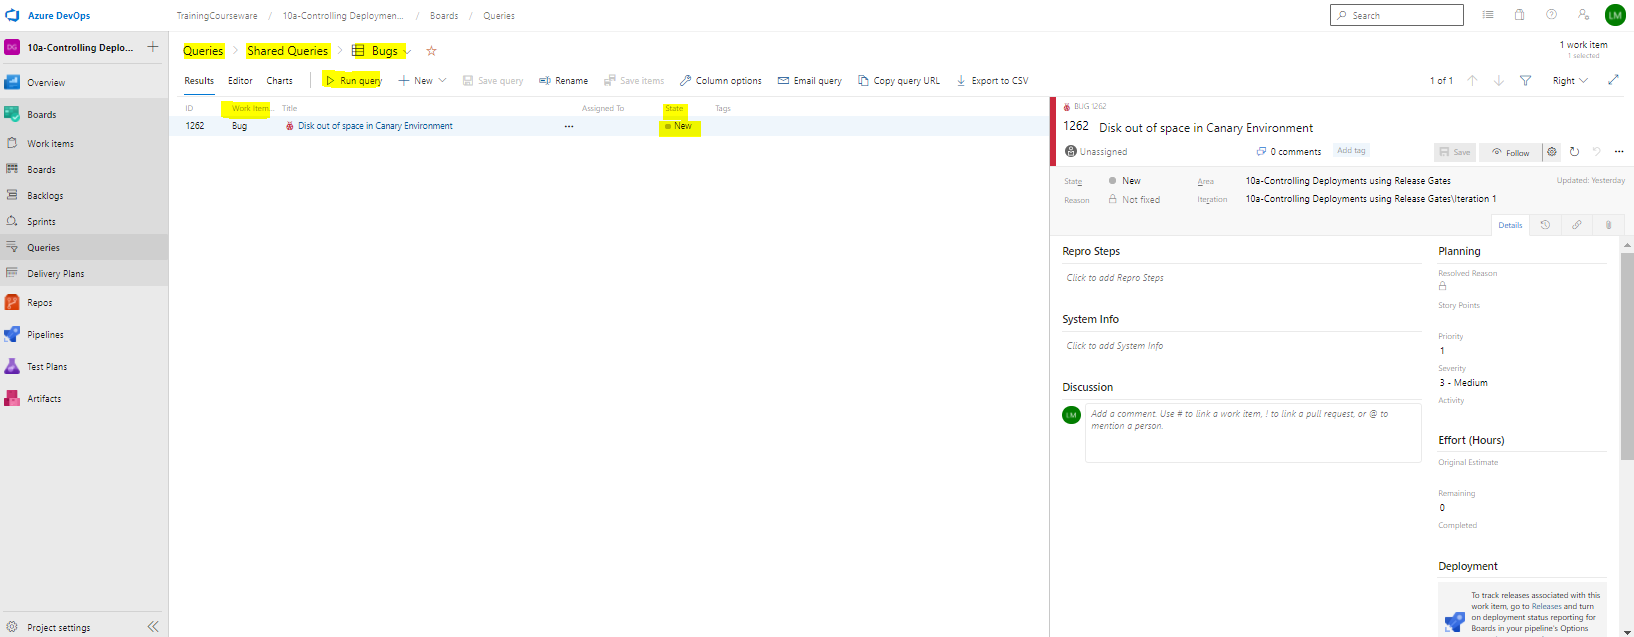 Azure DevOps
TrainingCourseware / 10a-Controlling Deploymen... / Boards / Queries
Search
LM
DG 10a-Controlling Deplo...
Overview
Boards
Work items
Boards
Backlogs
Sprints
Queries
Delivery Plans
Repos
Pipelines
Test Plans
Artifacts
Project settings
Queries > Shared Queries > Bugs
1 work item
1 selected
Results Editor Charts Run query New Save query Rename Save items Column options Email query Copy query URL Export to CSV
1 of 1 Right
ID Work Item... Title Assigned To State Tags
1262 Bug Disk out of space in Canary Environment ... New
BUG 1262
1262 Disk out of space in Canary Environment
Unassigned 0 comments Add tag Save Follow ...
State New Area 10a-Controlling Deployments using Release Gates Updated: Yesterday
Reason Not fixed Iteration 10a-Controlling Deployments using Release Gates\Iteration 1
Details
Repro Steps
Click to add Repro Steps
System Info
Click to add System Info
Discussion
LM
Add a comment. Use # to link a work item, ! to link a pull request, or @ to
mention a person.
Planning
Resolved Reason
Story Points
Priority
1
Severity
3 - Medium
Activity
Effort (Hours)
Original Estimate
Remaining
0
Completed
Deployment
To track releases associated with this
work item, go to Releases and turn
on deployment status reporting for
Boards in your pipeline's Options